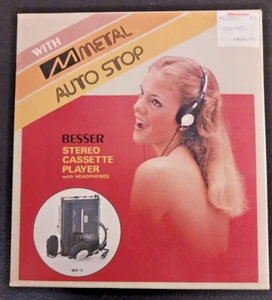 WITH
METAL
AUTO STOP
BESSER
STEREO
CASSETTE
PLAYER
with HEADPHONES